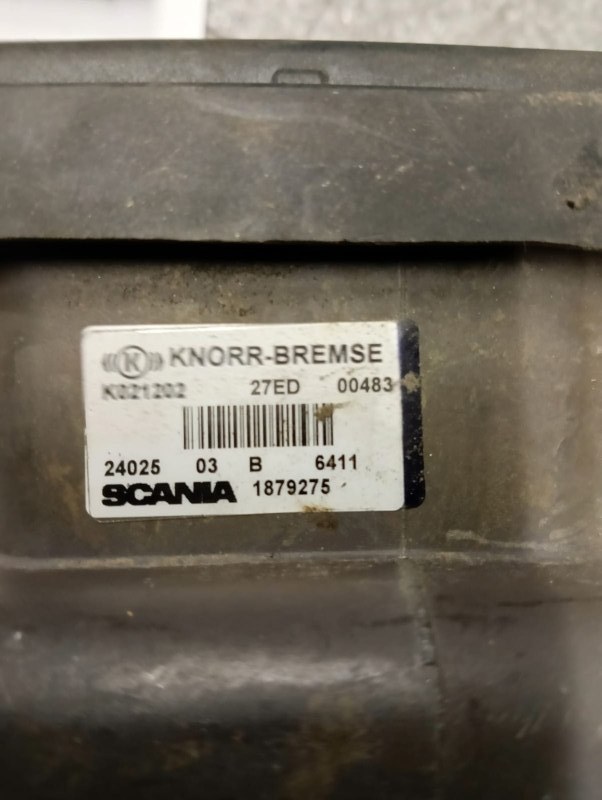 K KNORR-BREMSE
K021202 27ED 00483
24025 03 B 6411
SCANIA 1879275